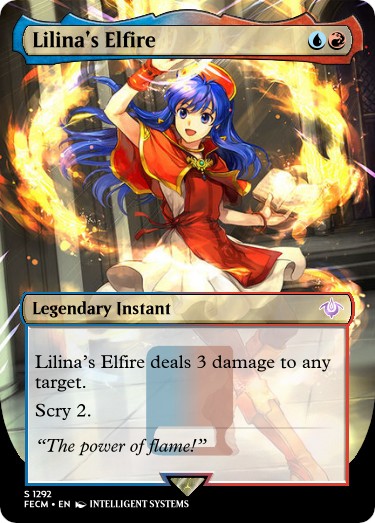 Lilina's Elfire
Legendary Instant
Lilina's Elfire deals 3 damage to any
target.
Scry 2.
"The power of flame!"
S 1292
FECM • EN INTELLIGENT SYSTEMS